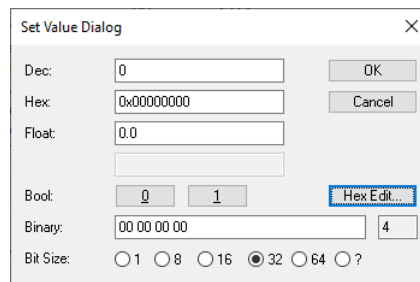 Set Value Dialog
Dec: 0 OK
Hex: 0x00000000 Cancel
Float: 0.0
Bool: 0 1 Hex Edit...
Binary: 00 00 00 00 4
Bit Size: 1 8 16 32 64 ?